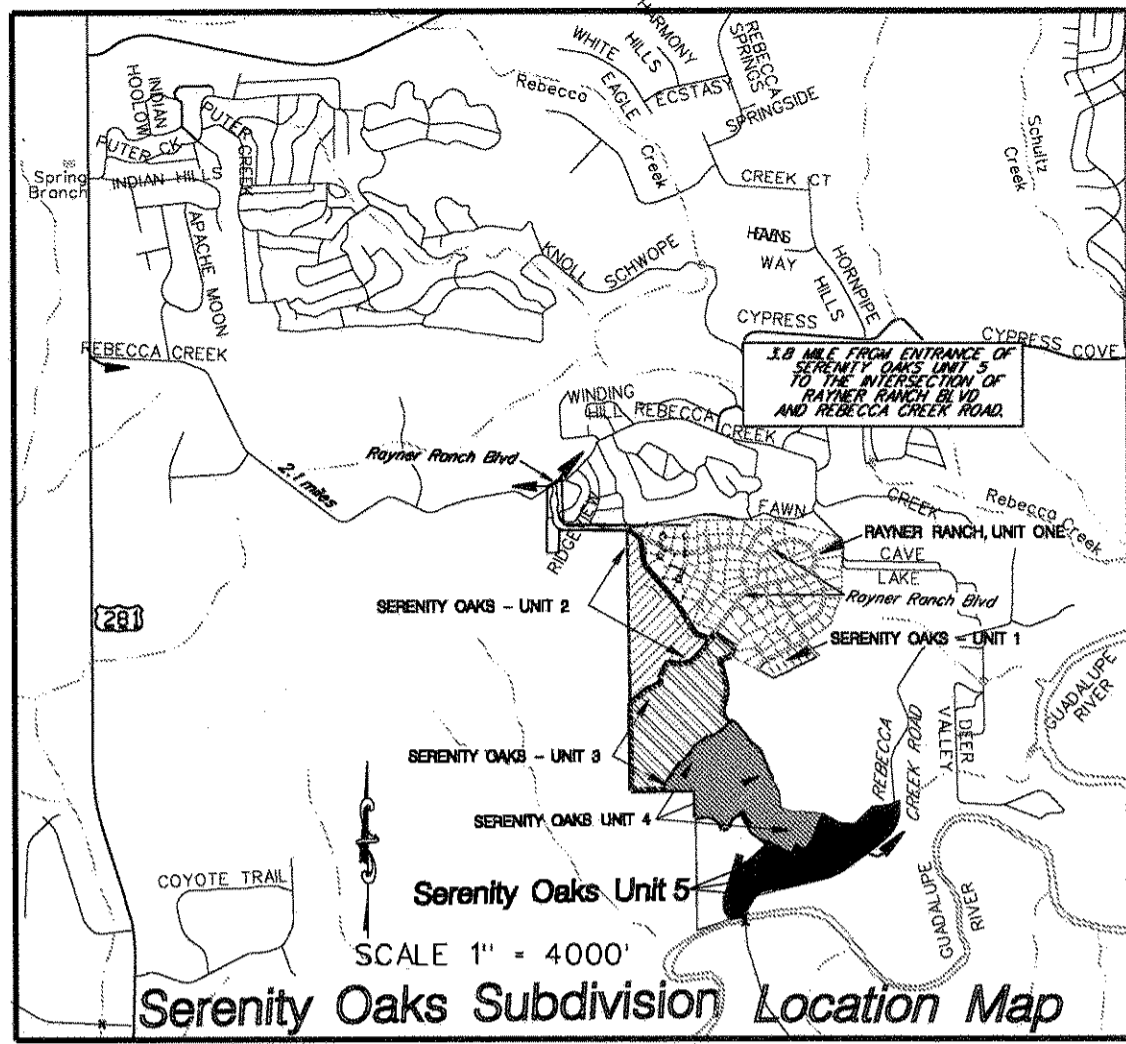 HARMONY
HILLS
WHITE
EAGLE
REBECCA
SPRINGS
ECSTASY
SPRINGSIDE
Rebecca
Creek
Schultz
Creek
INDIAN
HOOLOW
PUTER CK
PUTER
CREEK
Spring
Branch
INDIAN HILLS
APACHE MOON
CREEK CT
HEAVENS
WAY
HORNPIPE
HILLS
KNOLL
SCHWOPE
CYPRESS
CYPRESS COVE
REBECCA CREEK
3.8 MILE FROM ENTRANCE OF
SERENITY OAKS UNIT 5
TO THE INTERSECTION OF
RAYNER RANCH BLVD
AND REBECCA CREEK ROAD.
WINDING
HILL
REBECCA
CREEK
Rayner Ranch Blvd
2.1 miles
RIDGEVIEW
FAWN
CREEK
Rebecca Creek
RAYNER RANCH, UNIT ONE
CAVE
LAKE
Rayner Ranch Blvd
281
SERENITY OAKS - UNIT 2
SERENITY OAKS - UNIT 1
GUADALUPE
RIVER
DEER
VALLEY
REBECCA
CREEK ROAD
SERENITY OAKS - UNIT 3
SERENITY OAKS UNIT 4
Serenity Oaks Unit 5
COYOTE TRAIL
GUADALUPE
RIVER
SCALE 1" = 4000'
Serenity Oaks Subdivision Location Map